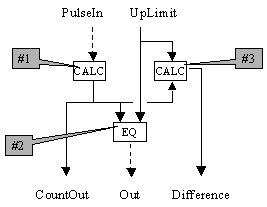 PulseIn UpLimit
#1 CALC CALC #3
#2 EQ
CountOut Out Difference